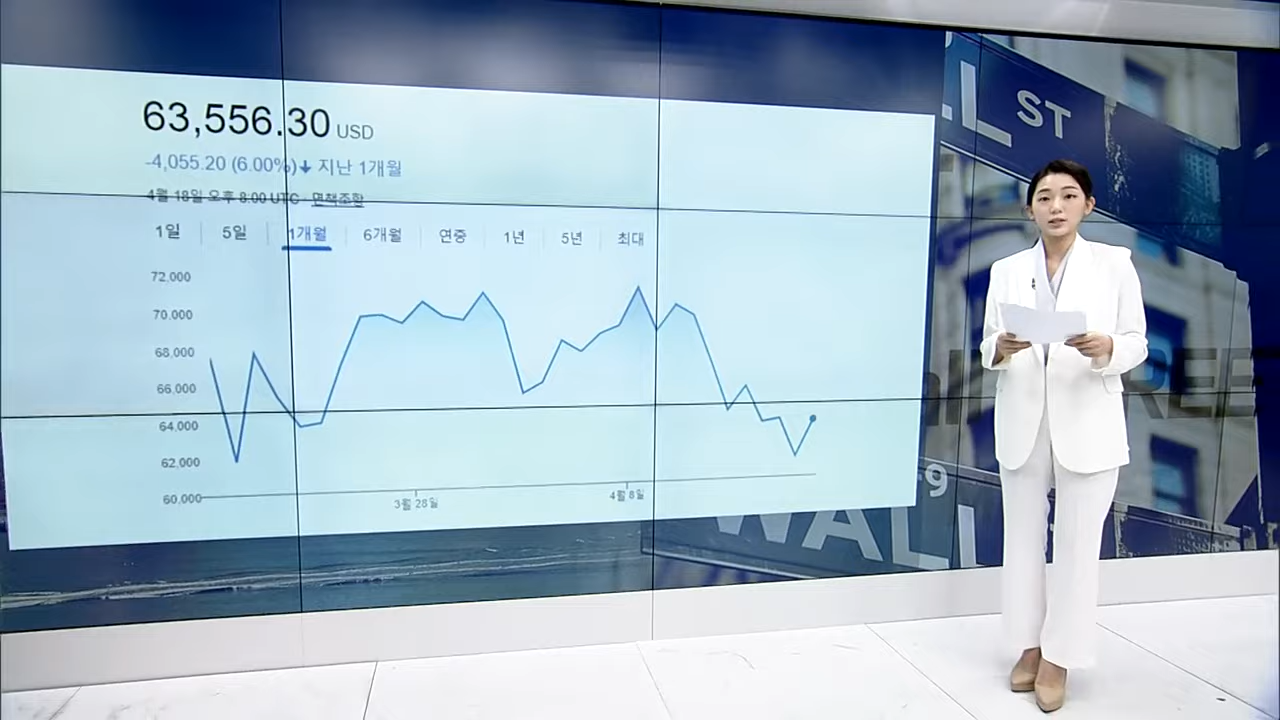 63,556.30 USD
-4,055.20 (6.00%)↓ 지난 1개월
4월 18일 오후 8:00 UTC · 면책조항
1일 5일 1개월 6개월 연중 1년 5년 최대
72,000
70,000
68,000
66,000
64,000
62,000
60,000
3월 28일 4월 8일
LL ST
REE
-9
WALL